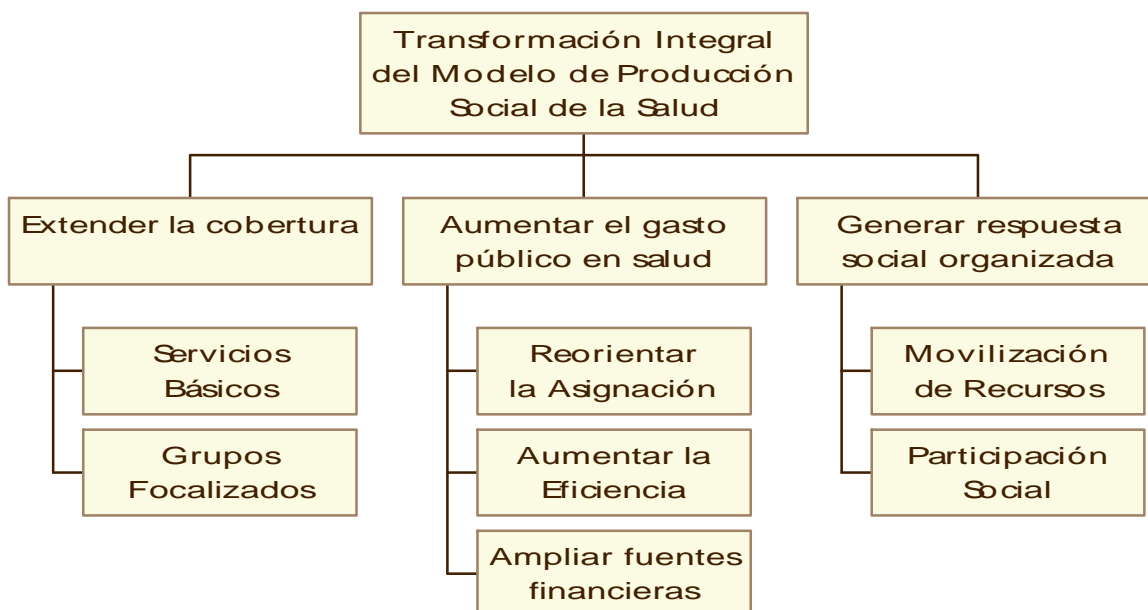 Transformación Integral
del Modelo de Producción
Social de la Salud
Extender la cobertura
Servicios
Básicos
Grupos
Focalizados
Aumentar el gasto
público en salud
Reorientar
la Asignación
Aumentar la
Eficiencia
Ampliar fuentes
financieras
Generar respuesta
social organizada
Movilización
de Recursos
Participación
Social